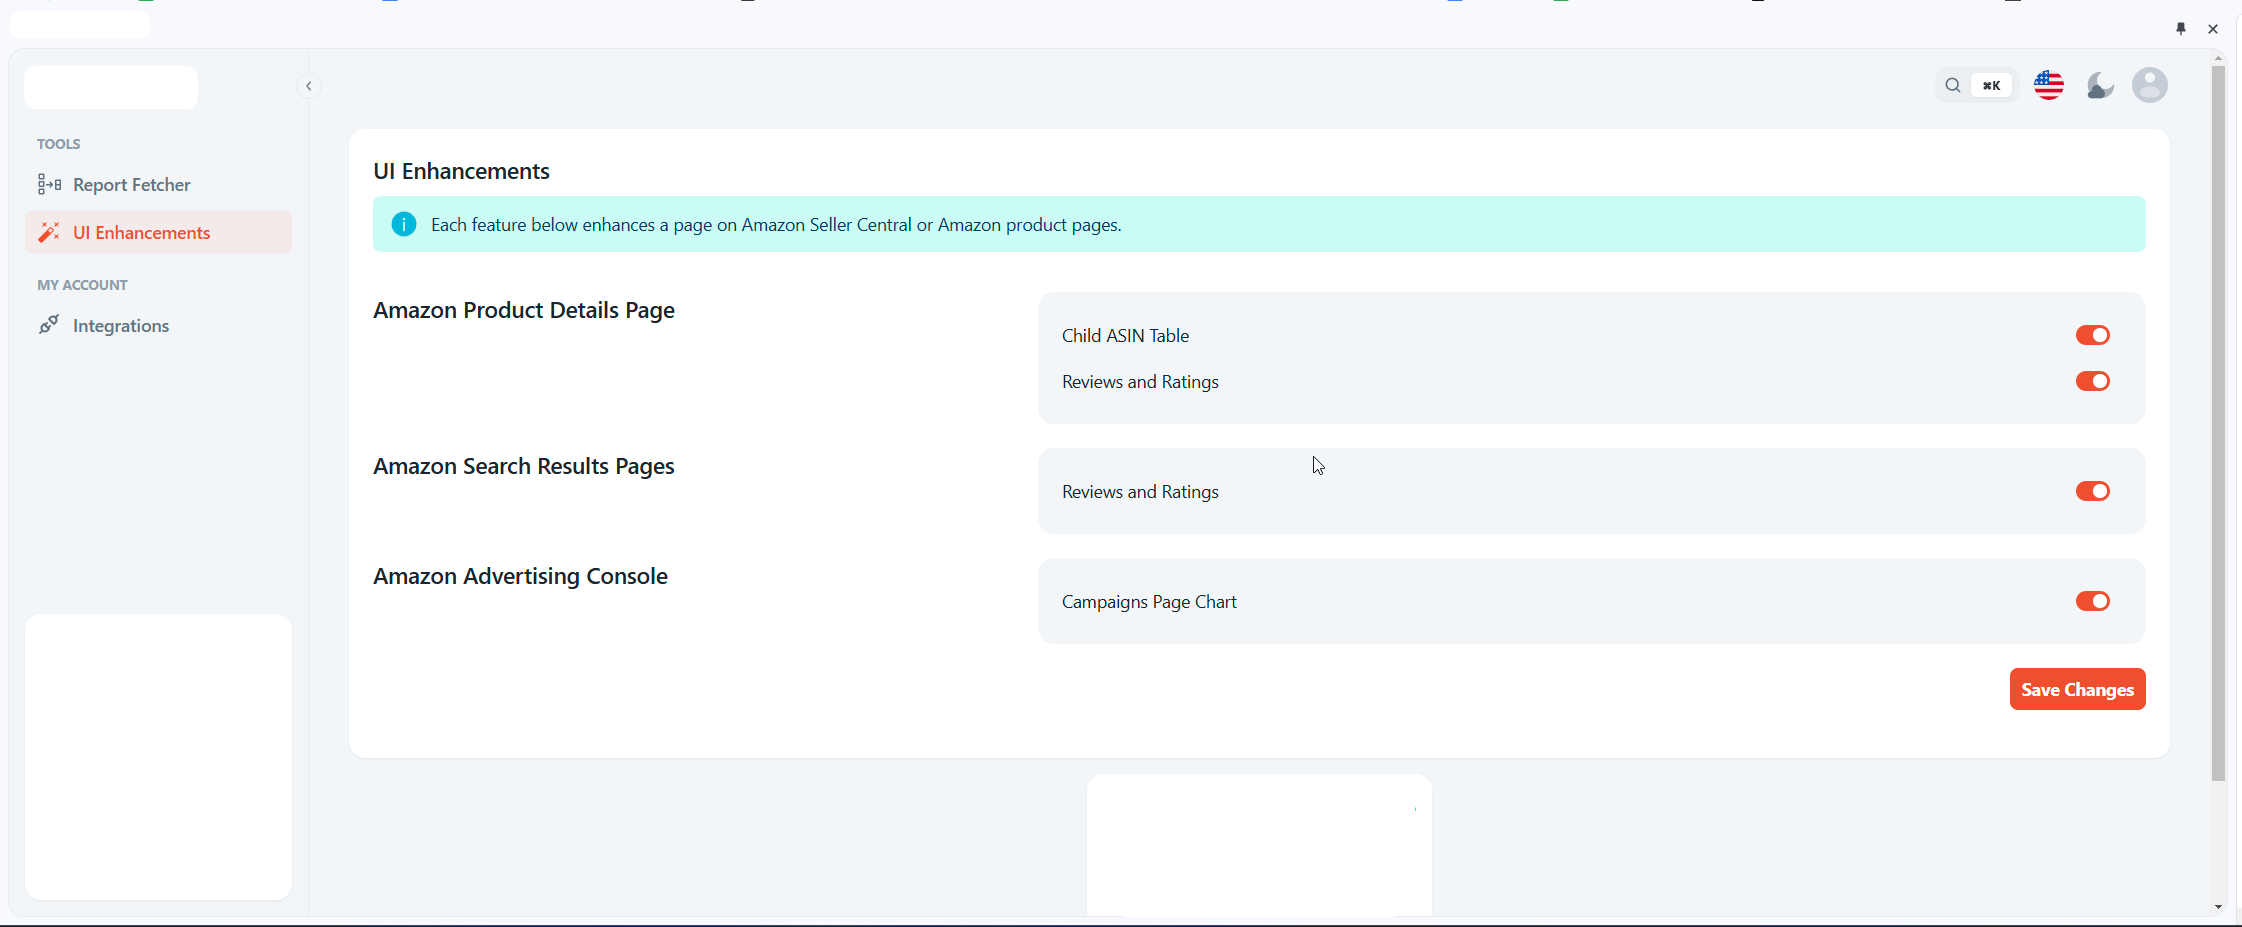 ⌘K
TOOLS
Report Fetcher
UI Enhancements
MY ACCOUNT
Integrations
UI Enhancements
Each feature below enhances a page on Amazon Seller Central or Amazon product pages.
Amazon Product Details Page
Child ASIN Table
Reviews and Ratings
Amazon Search Results Pages
Reviews and Ratings
Amazon Advertising Console
Campaigns Page Chart
Save Changes